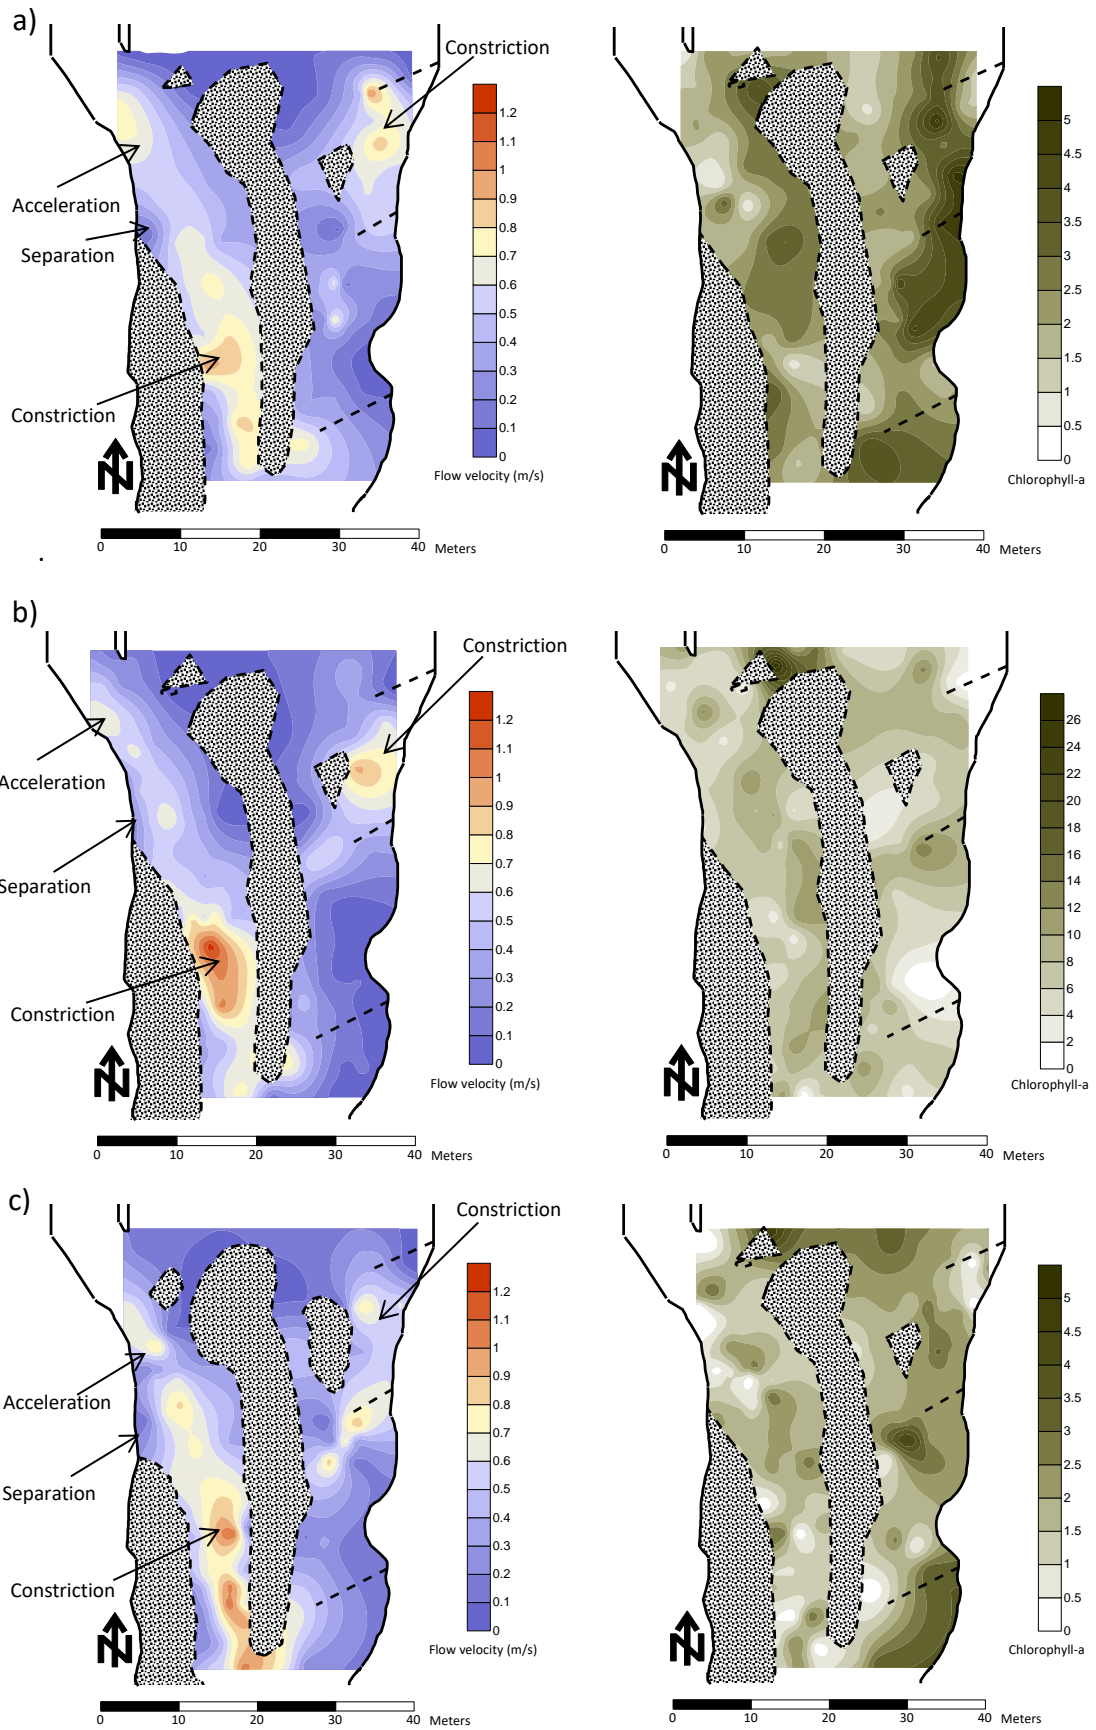 a)
Constriction
Acceleration
Separation
Constriction
N
1.2
1.1
1
0.9
0.8
0.7
0.6
0.5
0.4
0.3
0.2
0.1
0
Flow velocity (m/s)
0 10 20 30 40 Meters
N
5
4.5
4
3.5
3
2.5
2
1.5
1
0.5
0
Chlorophyll-a
0 10 20 30 40 Meters
.
b)
Constriction
Acceleration
Separation
Constriction
N
1.2
1.1
1
0.9
0.8
0.7
0.6
0.5
0.4
0.3
0.2
0.1
0
Flow velocity (m/s)
0 10 20 30 40 Meters
N
26
24
22
20
18
16
14
12
10
8
6
4
2
0
Chlorophyll-a
0 10 20 30 40 Meters
c)
Constriction
Acceleration
Separation
Constriction
N
1.2
1.1
1
0.9
0.8
0.7
0.6
0.5
0.4
0.3
0.2
0.1
0
Flow velocity (m/s)
0 10 20 30 40 Meters
N
5
4.5
4
3.5
3
2.5
2
1.5
1
0.5
0
Chlorophyll-a
0 10 20 30 40 Meters